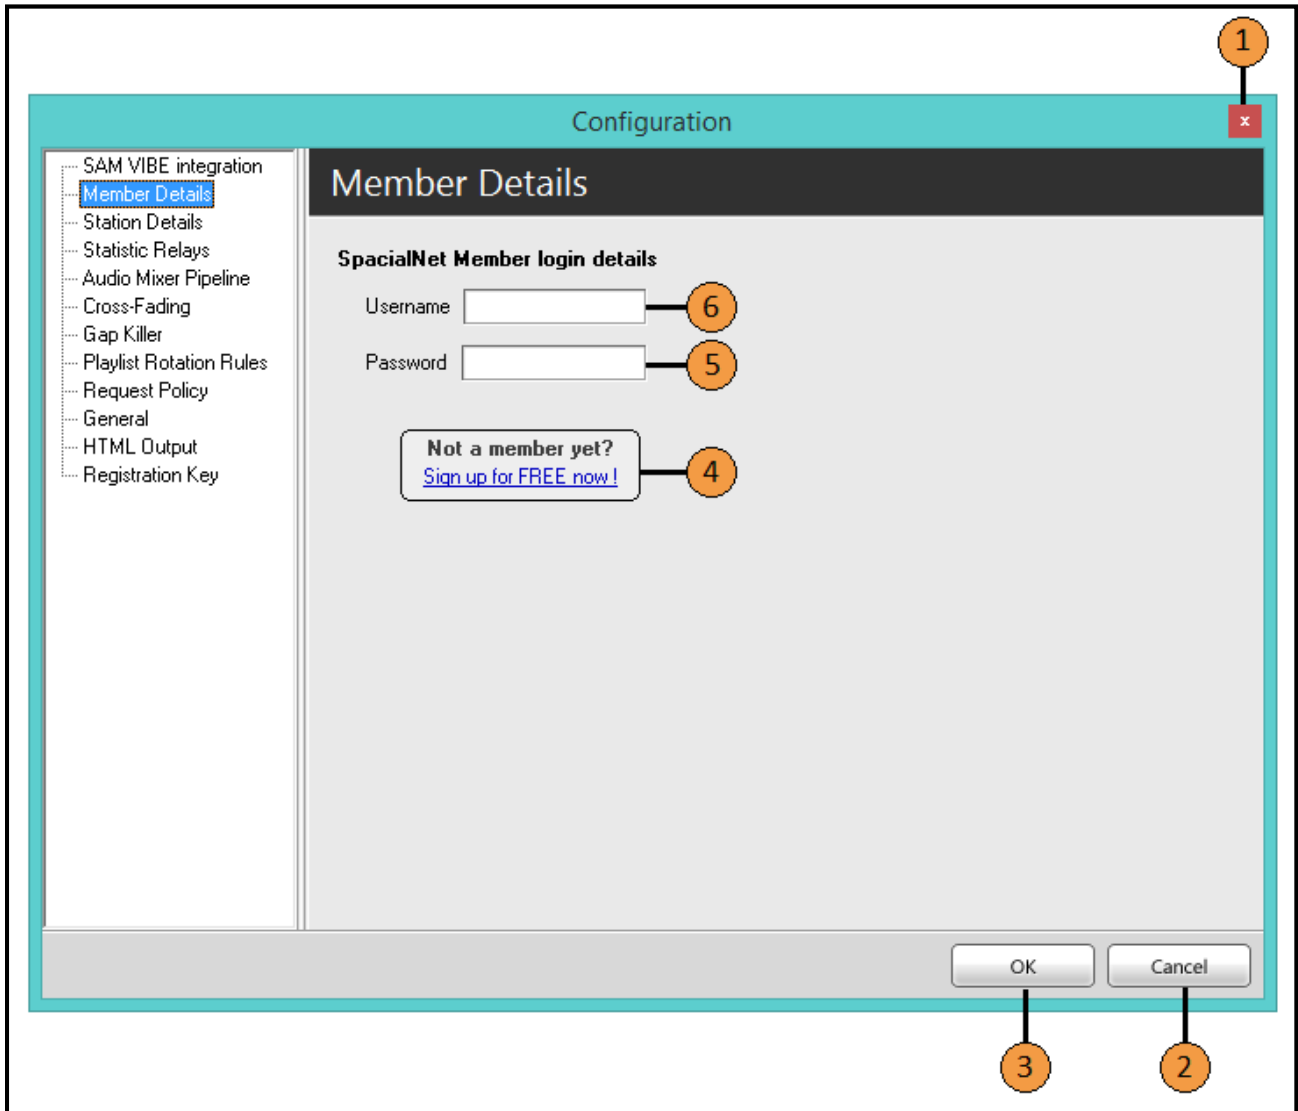 1
Configuration
x
SAM VIBE integration
Member Details
Station Details
Statistic Relays
Audio Mixer Pipeline
Cross-Fading
Gap Killer
Playlist Rotation Rules
Request Policy
General
HTML Output
Registration Key
Member Details
SpacialNet Member login details
Username
6
Password
5
Not a member yet?
Sign up for FREE now !
4
OK
Cancel
3
2